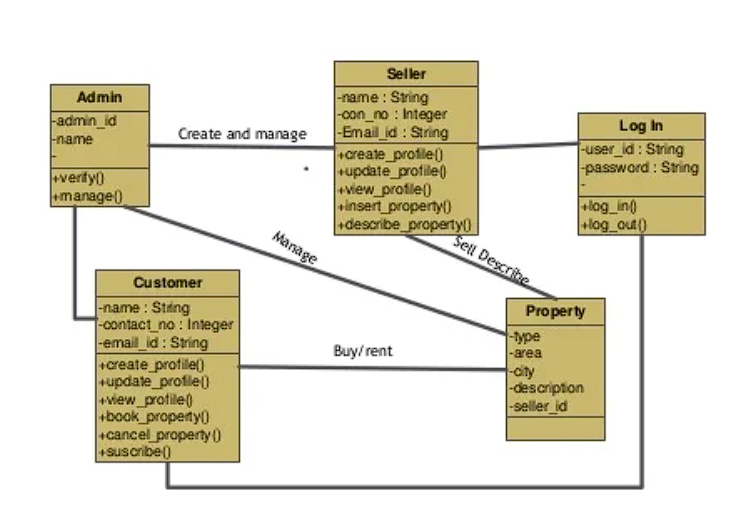 Admin
-admin_id
-name
-
+verify()
+manage()
Create and manage
Seller
-name : String
-con_no : Integer
-Email_id : String
+create_profile()
+update_profile()
+view_profile()
+insert_property()
+describe_property()
Log In
-user_id : String
-password : String
-
+log_in()
+log_out()
Manage
Sell Describe
Customer
-name : String
-contact_no : Integer
-email_id : String
+create_profile()
+update_profile()
+view_profile()
+book_property()
+cancel_property()
+suscribe()
Buy/rent
Property
-type
-area
-city
-description
-seller_id